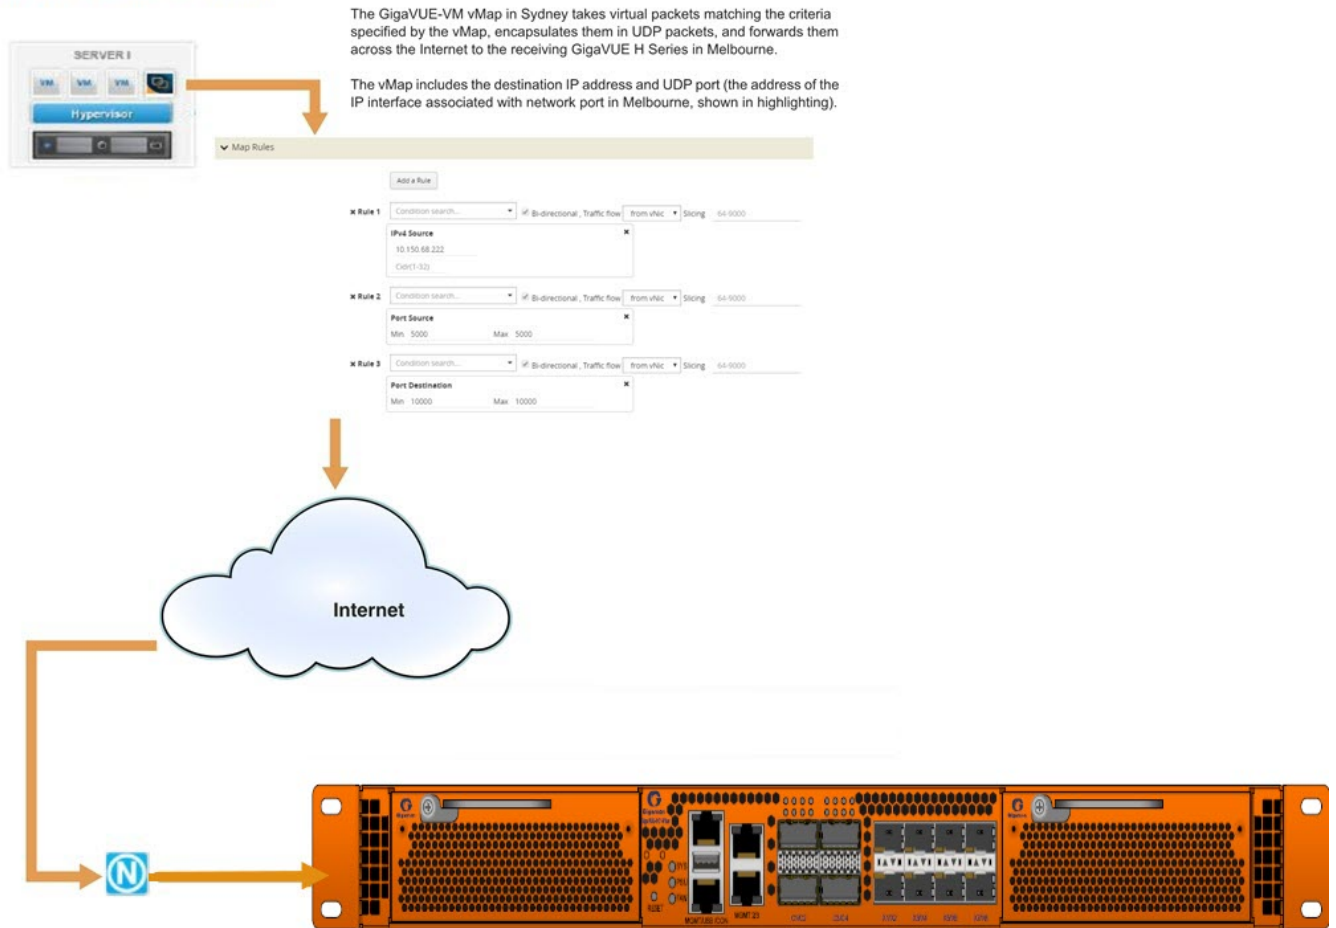 The GigaVUE-VM vMap in Sydney takes virtual packets matching the criteria
specified by the vMap, encapsulates them in UDP packets, and forwards them
across the Internet to the receiving GigaVUE H Series in Melbourne.
The vMap includes the destination IP address and UDP port (the address of the
IP interface associated with network port in Melbourne, shown in highlighting).
SERVER I
VM VM VM
Hypervisor
Map Rules
Add a Rule
x Rule 1 Condition search... Bi-directional , Traffic flow from vNic Slicing 64-9000
IPv4 Source x
10.150.68.222
Cidr(1-32)
x Rule 2 Condition search... Bi-directional , Traffic flow from vNic Slicing 64-9000
Port Source x
Min 5000 Max 5000
x Rule 3 Condition search... Bi-directional , Traffic flow from vNic Slicing 64-9000
Port Destination x
Min 10000 Max 10000
Internet
N
RESET
MGMT 2/3